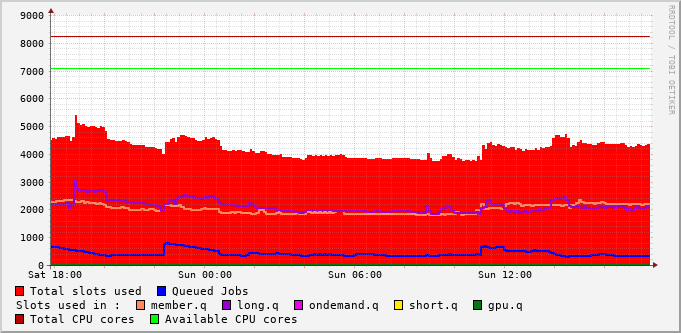 RRDTOOL / TOBI OETIKER
9000
8000
7000
6000
5000
4000
3000
2000
1000
0
Sat 18:00 Sun 00:00 Sun 06:00 Sun 12:00
Total slots used Queued Jobs
Slots used in : member.q long.q ondemand.q short.q gpu.q
Total CPU cores Available CPU cores